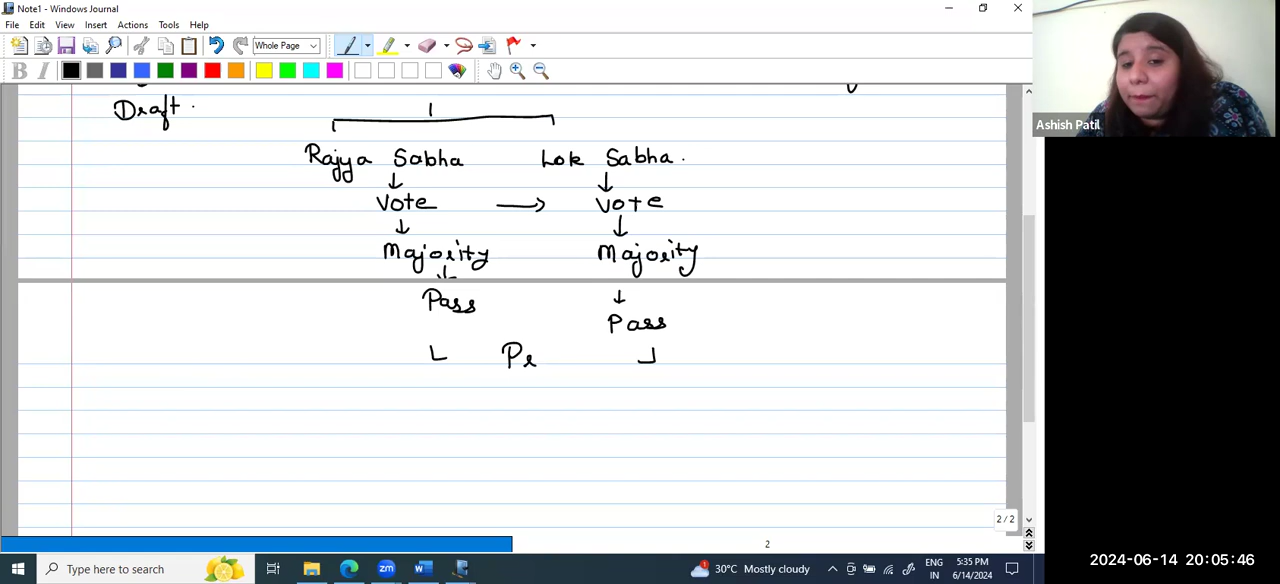 Note1 - Windows Journal
File Edit View Insert Actions Tools Help
Whole Page
B I
Draft.
Rajya Sabha Lok Sabha.
Vote → Vote
Majority Majority
Pass Pass
Pr
2 / 2
2
Ashish Patil
Type here to search
zm
W
30°C Mostly cloudy
ENG
IN
5:35 PM
6/14/2024
2024-06-14 20:05:46